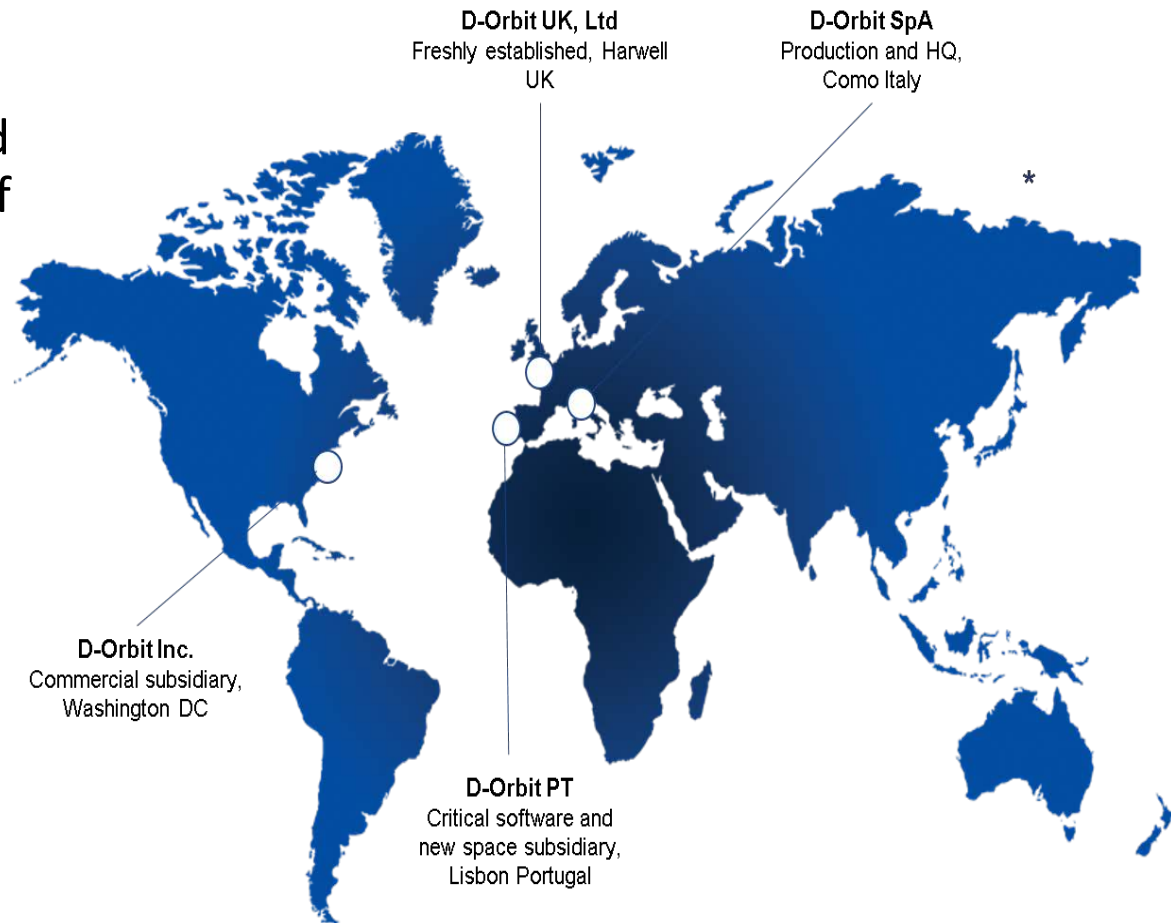 D-Orbit UK, Ltd
Freshly established, Harwell
UK
D-Orbit SpA
Production and HQ,
Como Italy
d
f
*
D-Orbit Inc.
Commercial subsidiary,
Washington DC
D-Orbit PT
Critical software and
new space subsidiary,
Lisbon Portugal